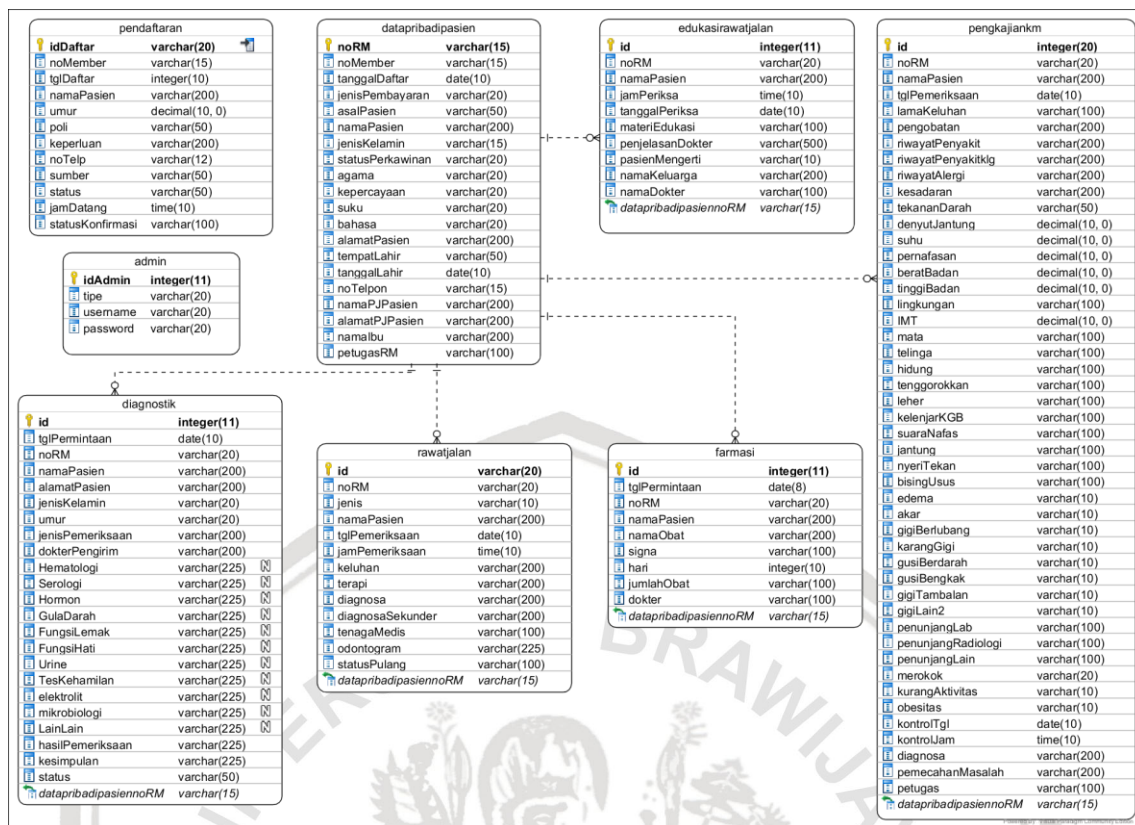 pendaftaran
idDaftar varchar(20)
noMember varchar(15)
tglDaftar integer(10)
namaPasien varchar(200)
umur decimal(10, 0)
poli varchar(50)
keperluan varchar(200)
noTelp varchar(12)
sumber varchar(50)
status varchar(50)
jamDatang time(10)
statusKonfirmasi varchar(100)
admin
idAdmin integer(11)
tipe varchar(20)
username varchar(20)
password varchar(20)
datapribadipasien
noRM varchar(15)
noMember varchar(15)
tanggalDaftar date(10)
jenisPembayaran varchar(20)
asalPasien varchar(50)
namaPasien varchar(200)
jenisKelamin varchar(15)
statusPerkawinan varchar(20)
agama varchar(20)
kepercayaan varchar(20)
suku varchar(20)
bahasa varchar(20)
alamatPasien varchar(200)
tempatLahir varchar(50)
tanggalLahir date(10)
noTelpon varchar(15)
namaPJPasien varchar(200)
alamatPJPasien varchar(200)
namaIbu varchar(200)
petugasRM varchar(100)
edukasirawatjalan
id integer(11)
noRM varchar(20)
namaPasien varchar(200)
jamPeriksa time(10)
tanggalPeriksa date(10)
materiEdukasi varchar(100)
penjelasanDokter varchar(500)
pasienMengerti varchar(10)
namaKeluarga varchar(200)
namaDokter varchar(100)
datapribadipasiennoRM varchar(15)
pengkajiankm
id integer(20)
noRM varchar(20)
namaPasien varchar(200)
tglPemeriksaan date(10)
lamaKeluhan varchar(100)
pengobatan varchar(200)
riwayatPenyakit varchar(200)
riwayatPenyakitklg varchar(200)
riwayatAlergi varchar(200)
kesadaran varchar(200)
tekananDarah varchar(50)
denyutJantung decimal(10, 0)
suhu decimal(10, 0)
pernafasan decimal(10, 0)
beratBadan decimal(10, 0)
tinggiBadan decimal(10, 0)
lingkungan varchar(100)
IMT decimal(10, 0)
mata varchar(100)
telinga varchar(100)
hidung varchar(100)
tenggorokkan varchar(100)
leher varchar(100)
kelenjarKGB varchar(100)
suaraNafas varchar(100)
jantung varchar(100)
nyeriTekan varchar(100)
bisingUsus varchar(100)
edema varchar(10)
akar varchar(10)
gigiBerlubang varchar(10)
karangGigi varchar(10)
gusiBerdarah varchar(10)
gusiBengkak varchar(10)
gigiTambalan varchar(10)
gigiLain2 varchar(10)
penunjangLab varchar(100)
penunjangRadiologi varchar(100)
penunjangLain varchar(100)
merokok varchar(20)
kurangAktivitas varchar(10)
obesitas varchar(10)
kontrolTgl date(10)
kontrolJam time(10)
diagnosa varchar(200)
pemecahanMasalah varchar(200)
petugas varchar(100)
datapribadipasiennoRM varchar(15)
diagnostik
id integer(11)
tglPermintaan date(10)
noRM varchar(20)
namaPasien varchar(200)
alamatPasien varchar(200)
jenisKelamin varchar(20)
umur varchar(20)
jenisPemeriksaan varchar(200)
dokterPengirim varchar(200)
Hematologi varchar(225) N
Serologi varchar(225) N
Hormon varchar(225) N
GulaDarah varchar(225) N
FungsiLemak varchar(225) N
FungsiHati varchar(225) N
Urine varchar(225) N
TesKehamilan varchar(225) N
elektrolit varchar(225) N
mikrobiologi varchar(225) N
LainLain varchar(225) N
hasilPemeriksaan varchar(225)
kesimpulan varchar(225)
status varchar(50)
datapribadipasiennoRM varchar(15)
rawatjalan
id varchar(20)
noRM varchar(20)
jenis varchar(10)
namaPasien varchar(200)
tglPemeriksaan date(10)
jamPemeriksaan time(10)
keluhan varchar(200)
terapi varchar(200)
diagnosa varchar(200)
diagnosaSekunder varchar(200)
tenagaMedis varchar(100)
odontogram varchar(225)
statusPulang varchar(100)
datapribadipasiennoRM varchar(15)
farmasi
id integer(11)
tglPermintaan date(8)
noRM varchar(20)
namaPasien varchar(200)
namaObat varchar(200)
signa varchar(100)
hari integer(10)
jumlahObat varchar(100)
dokter varchar(100)
datapribadipasiennoRM varchar(15)
BRAWIJA